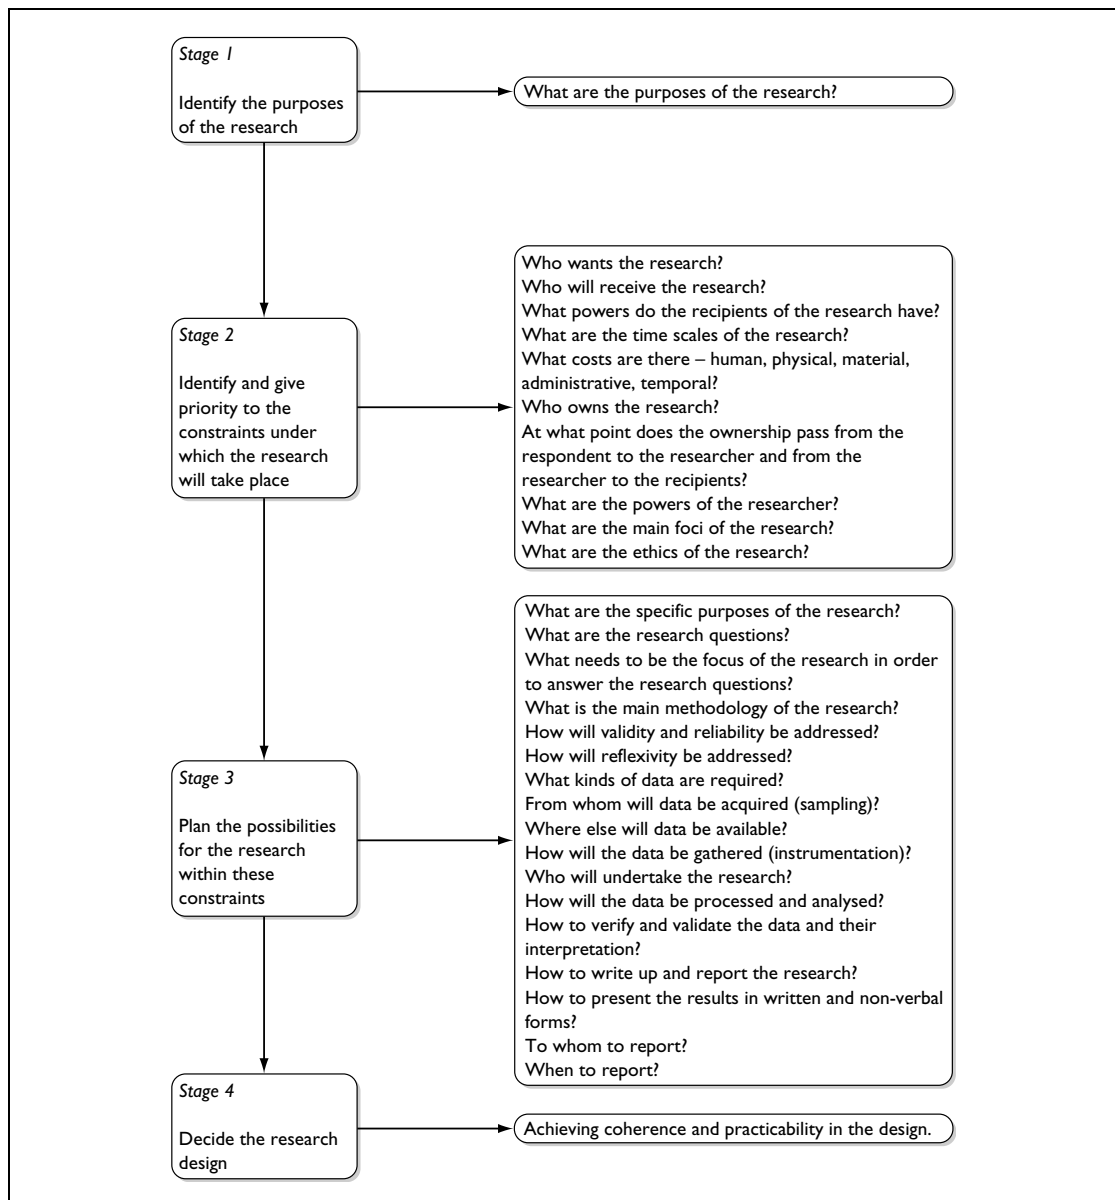 Stage 1
Identify the purposes
of the research
What are the purposes of the research?
Stage 2
Identify and give
priority to the
constraints under
which the research
will take place
Who wants the research?
Who will receive the research?
What powers do the recipients of the research have?
What are the time scales of the research?
What costs are there – human, physical, material,
administrative, temporal?
Who owns the research?
At what point does the ownership pass from the
respondent to the researcher and from the
researcher to the recipients?
What are the powers of the researcher?
What are the main foci of the research?
What are the ethics of the research?
Stage 3
Plan the possibilities
for the research
within these
constraints
What are the specific purposes of the research?
What are the research questions?
What needs to be the focus of the research in order
to answer the research questions?
What is the main methodology of the research?
How will validity and reliability be addressed?
How will reflexivity be addressed?
What kinds of data are required?
From whom will data be acquired (sampling)?
Where else will data be available?
How will the data be gathered (instrumentation)?
Who will undertake the research?
How will the data be processed and analysed?
How to verify and validate the data and their
interpretation?
How to write up and report the research?
How to present the results in written and non-verbal
forms?
To whom to report?
When to report?
Stage 4
Decide the research
design
Achieving coherence and practicability in the design.